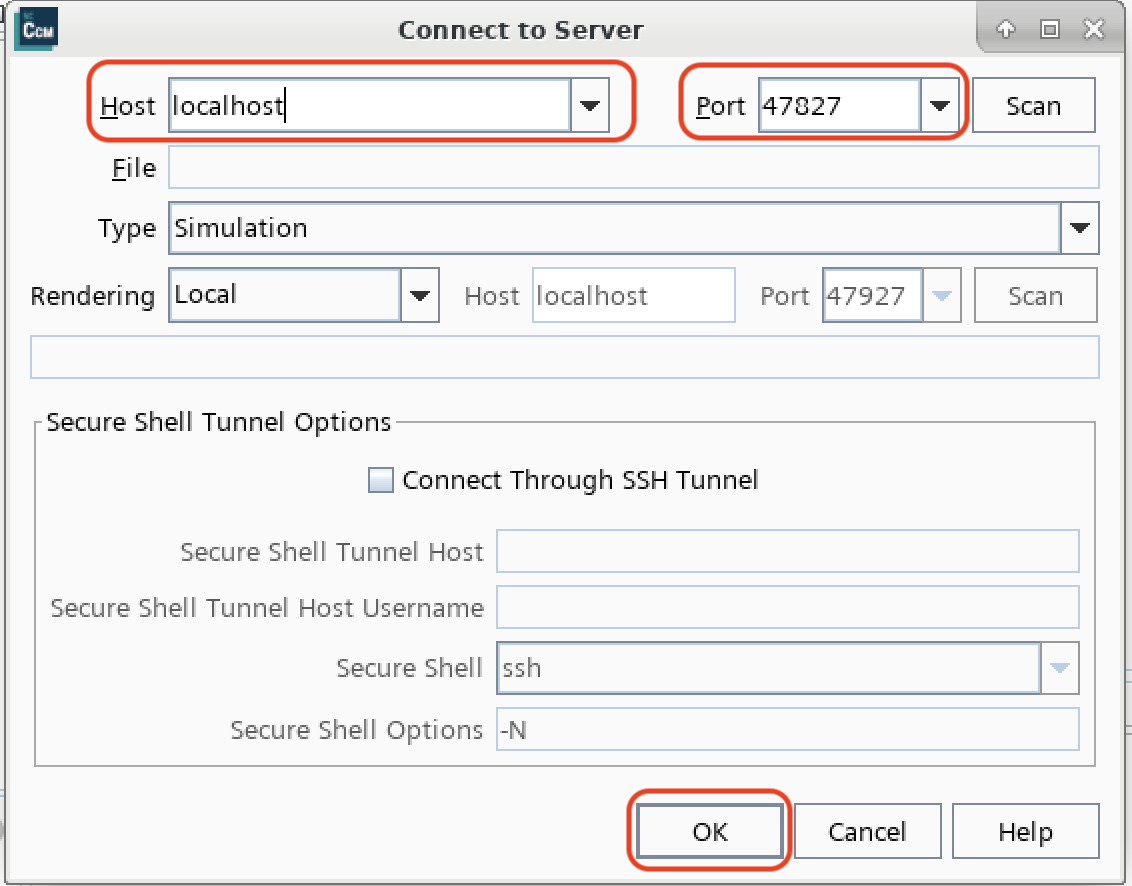 CCM
Connect to Server
Host localhost Port 47827 Scan
File
Type Simulation
Rendering Local Host localhost Port 47927 Scan
Secure Shell Tunnel Options
Connect Through SSH Tunnel
Secure Shell Tunnel Host
Secure Shell Tunnel Host Username
Secure Shell ssh
Secure Shell Options -N
OK Cancel Help